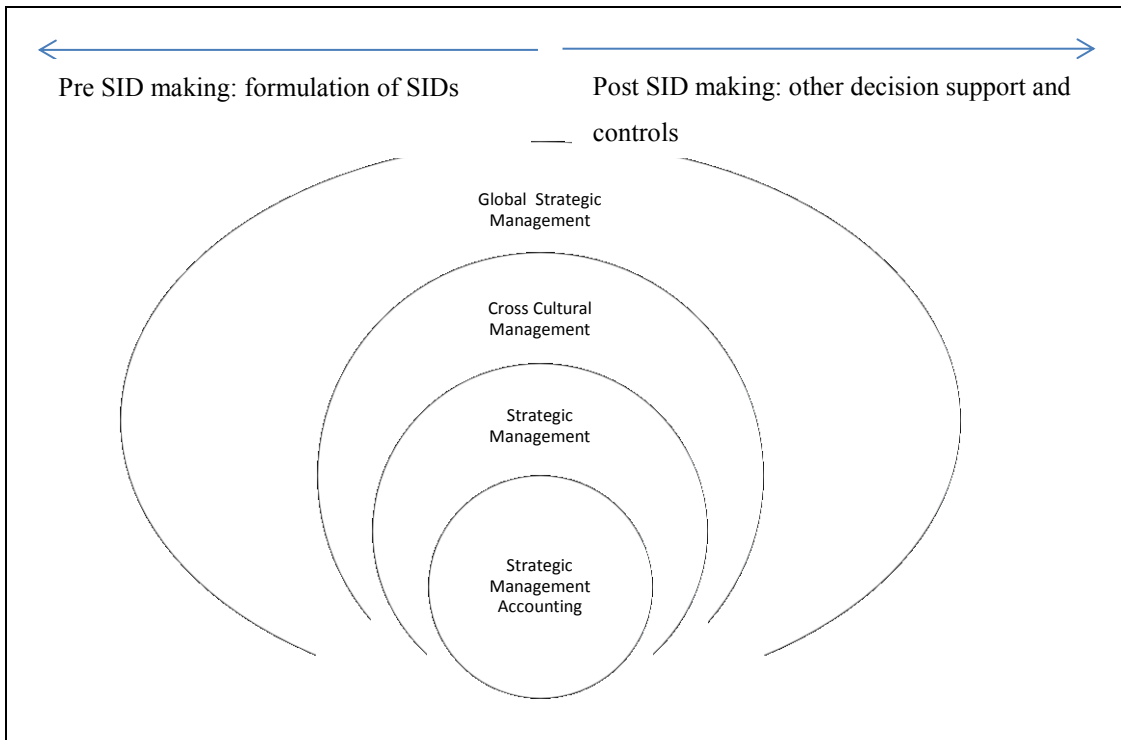 Pre SID making: formulation of SIDs
Post SID making: other decision support and
controls
Global Strategic
Management
Cross Cultural
Management
Strategic
Management
Strategic
Management
Accounting